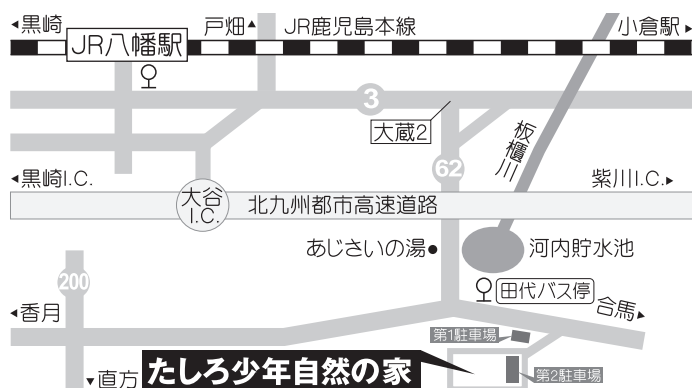 ◂黒崎
戸畑▴
JR鹿児島本線
小倉駅▸
JR八幡駅
3
大蔵2
板櫃川
62
◂黒崎I.C.
紫川I.C.▸
大谷
I.C.
北九州都市高速道路
あじさいの湯●
河内貯水池
200
田代バス停
合馬▸
◂香月
第1駐車場
▾直方
たしろ少年自然の家
第2駐車場